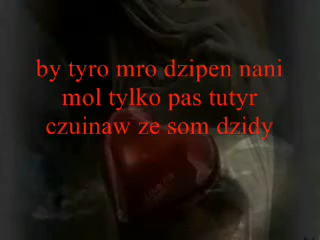 by tyro mro dzipen nani
mol tylko pas tutyr
czuinaw ze som dzidy